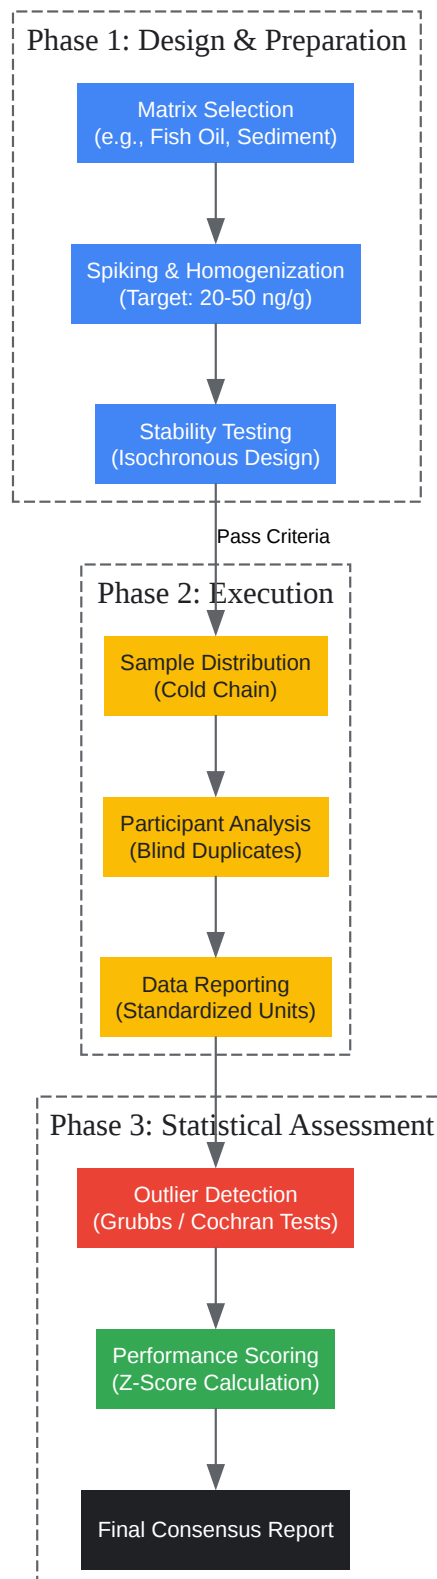 Phase 1: Design & Preparation
Matrix Selection
(e.g., Fish Oil, Sediment)
Spiking & Homogenization
(Target: 20-50 ng/g)
Stability Testing
(Isochronous Design)
Pass Criteria
Phase 2: Execution
Sample Distribution
(Cold Chain)
Participant Analysis
(Blind Duplicates)
Data Reporting
(Standardized Units)
Phase 3: Statistical Assessment
Outlier Detection
(Grubbs / Cochran Tests)
Performance Scoring
(Z-Score Calculation)
Final Consensus Report